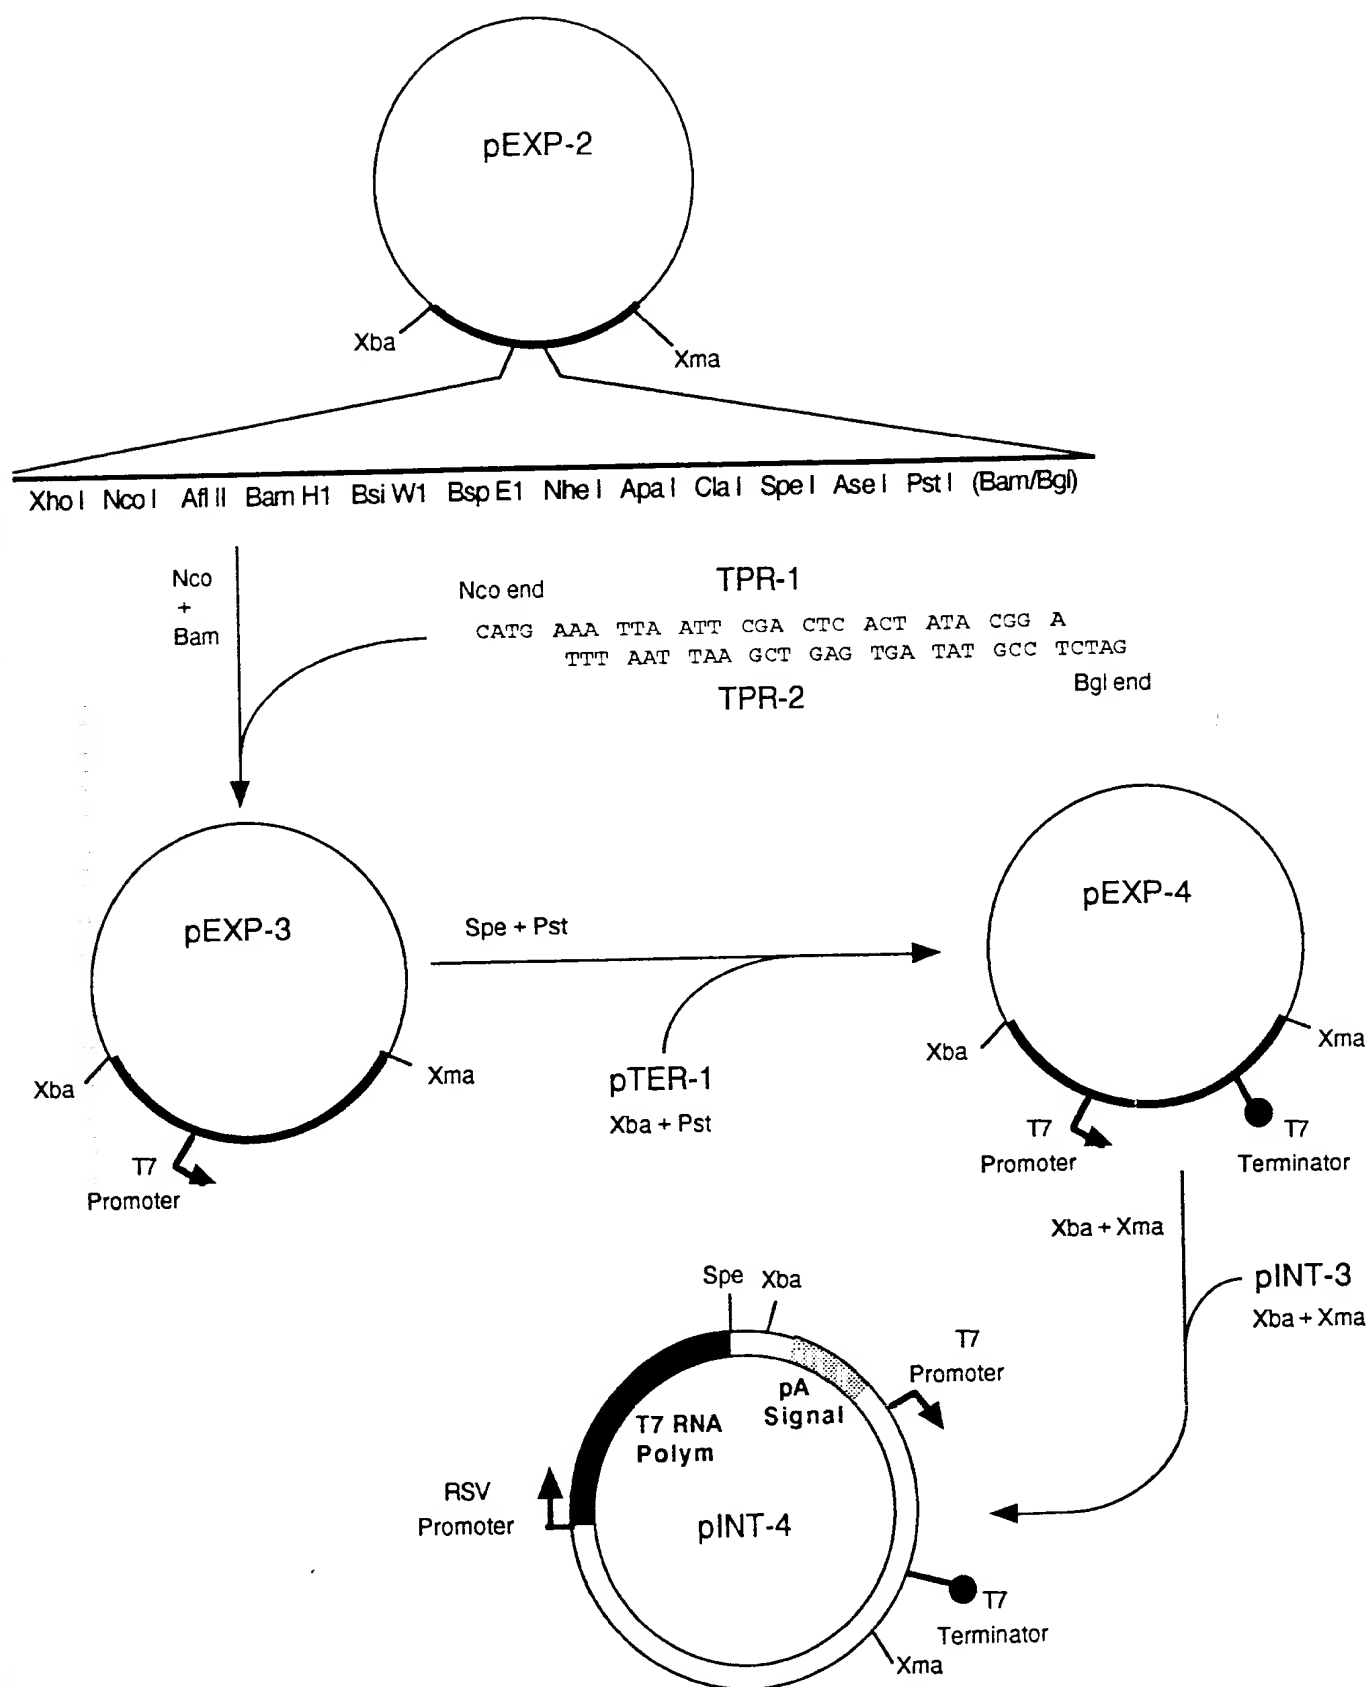 pEXP-2
Xba
Xma
Xho I Nco I Afl II Bam H1 Bsi W1 Bsp E1 Nhe I Apa I Cla I Spe I Ase I Pst I (Bam/Bgl)
Nco
+
Bam
Nco end
TPR-1
CATG AAA TTA ATT CGA CTC ACT ATA CGG A
TTT AAT TAA GCT GAG TGA TAT GCC TCTAG
TPR-2
Bgl end
pEXP-3
Xba
Xma
T7
Promoter
Spe + Pst
pTER-1
Xba + Pst
pEXP-4
Xba
Xma
T7
Promoter
T7
Terminator
Xba + Xma
pINT-3
Xba + Xma
Spe
Xba
T7
Promoter
pA
Signal
T7 RNA
Polym
RSV
Promoter
pINT-4
T7
Terminator
Xma